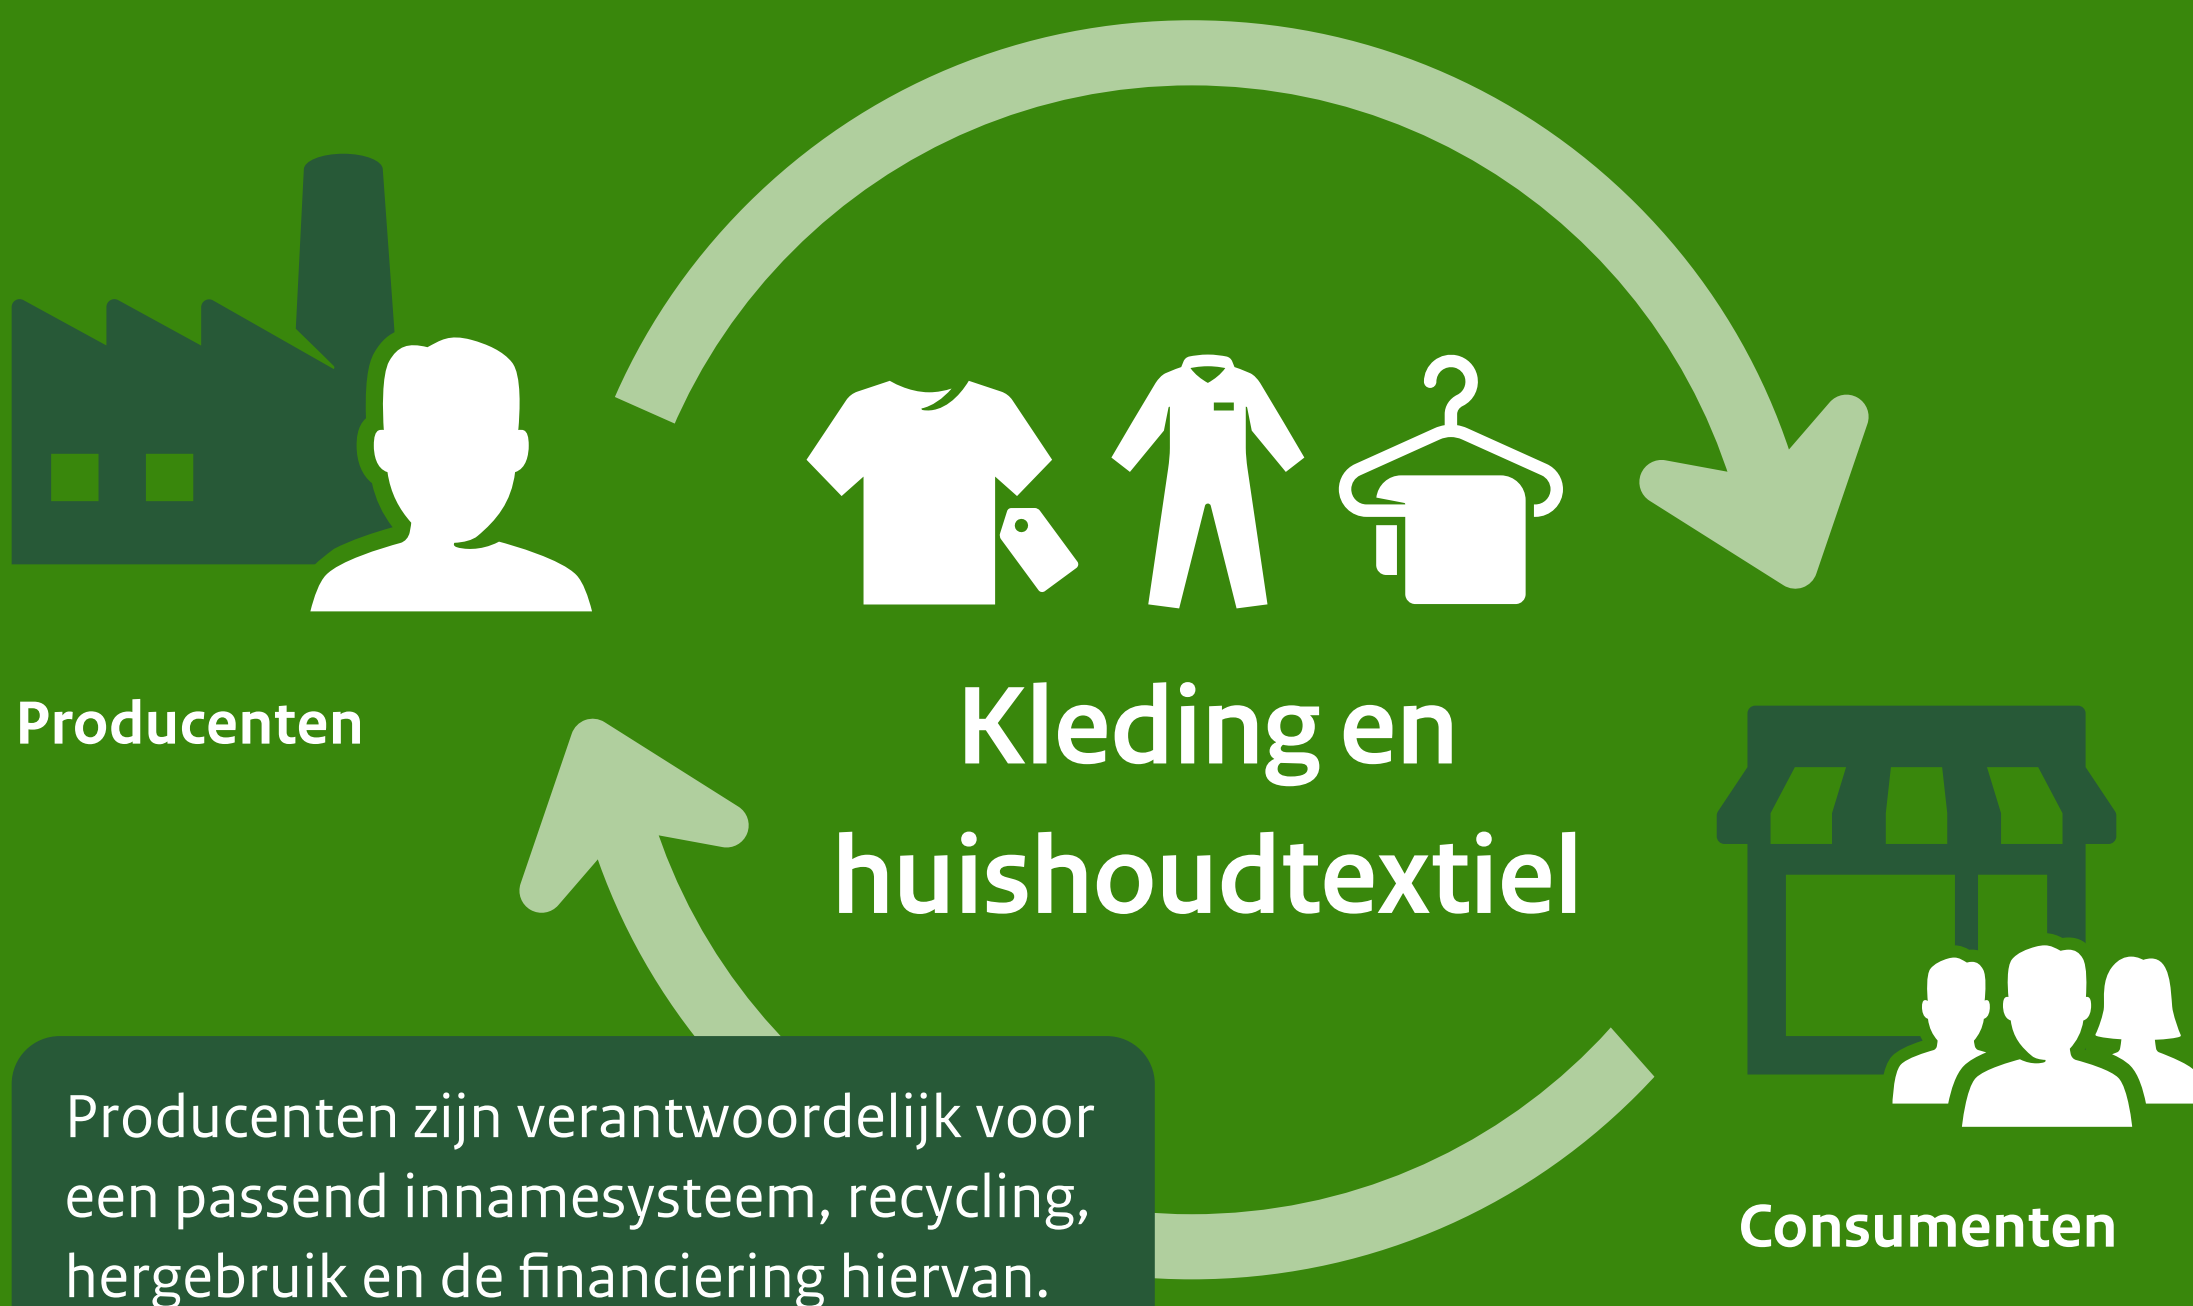 Producenten
Kleding en
huishoudtextiel
Producenten zijn verantwoordelijk voor
een passend innamesysteem, recycling,
hergebruik en de financiering hiervan.
Consumenten